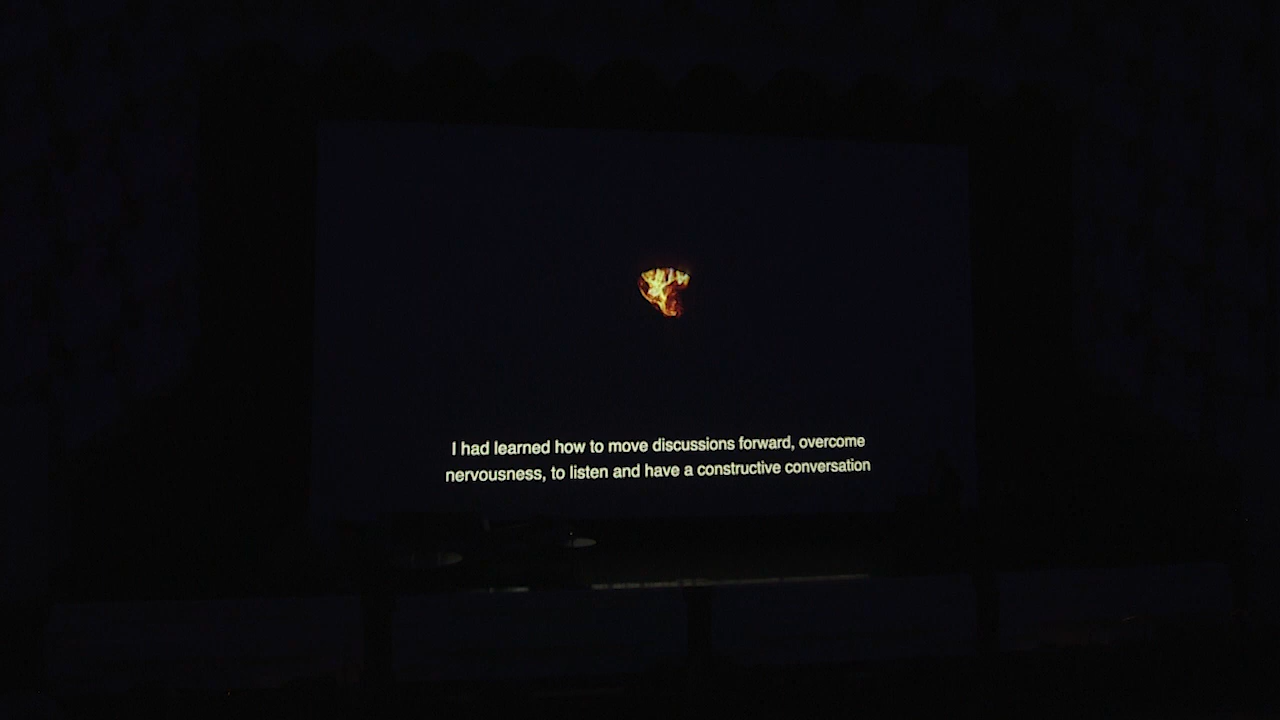 I had learned how to move discussions forward, overcome
nervousness, to listen and have a constructive conversation